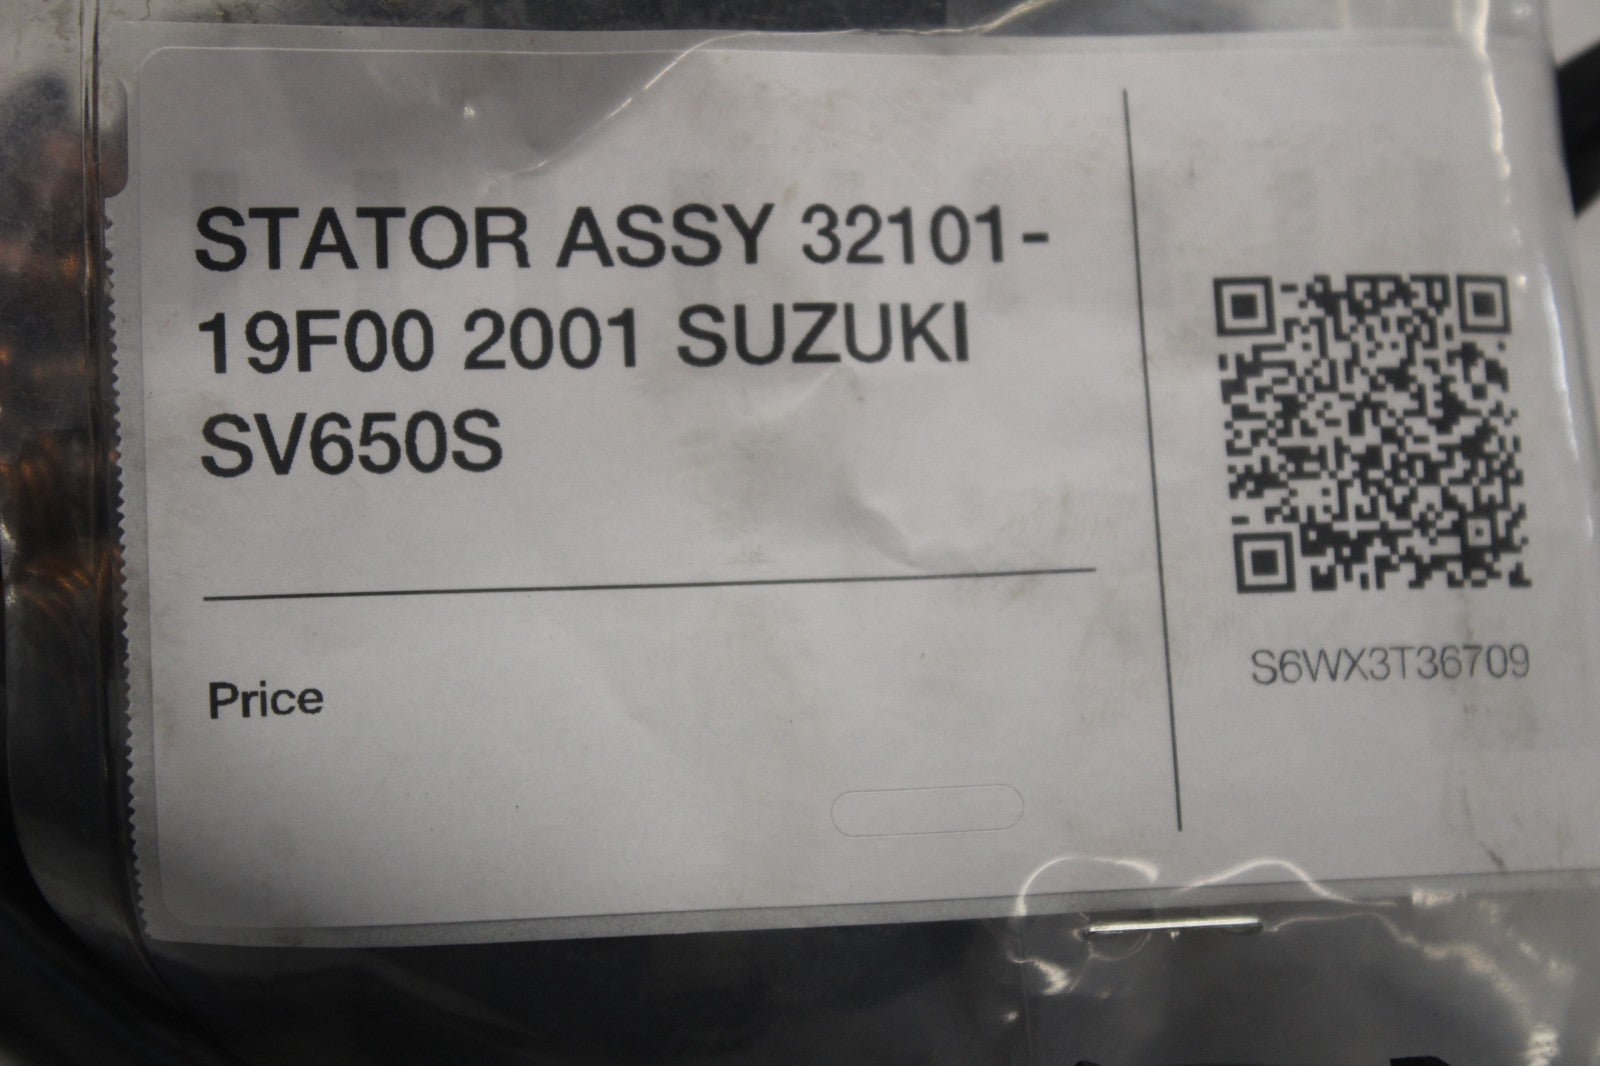 STATOR ASSY 32101-
19F00 2001 SUZUKI
SV650S
Price
S6WX3T36709